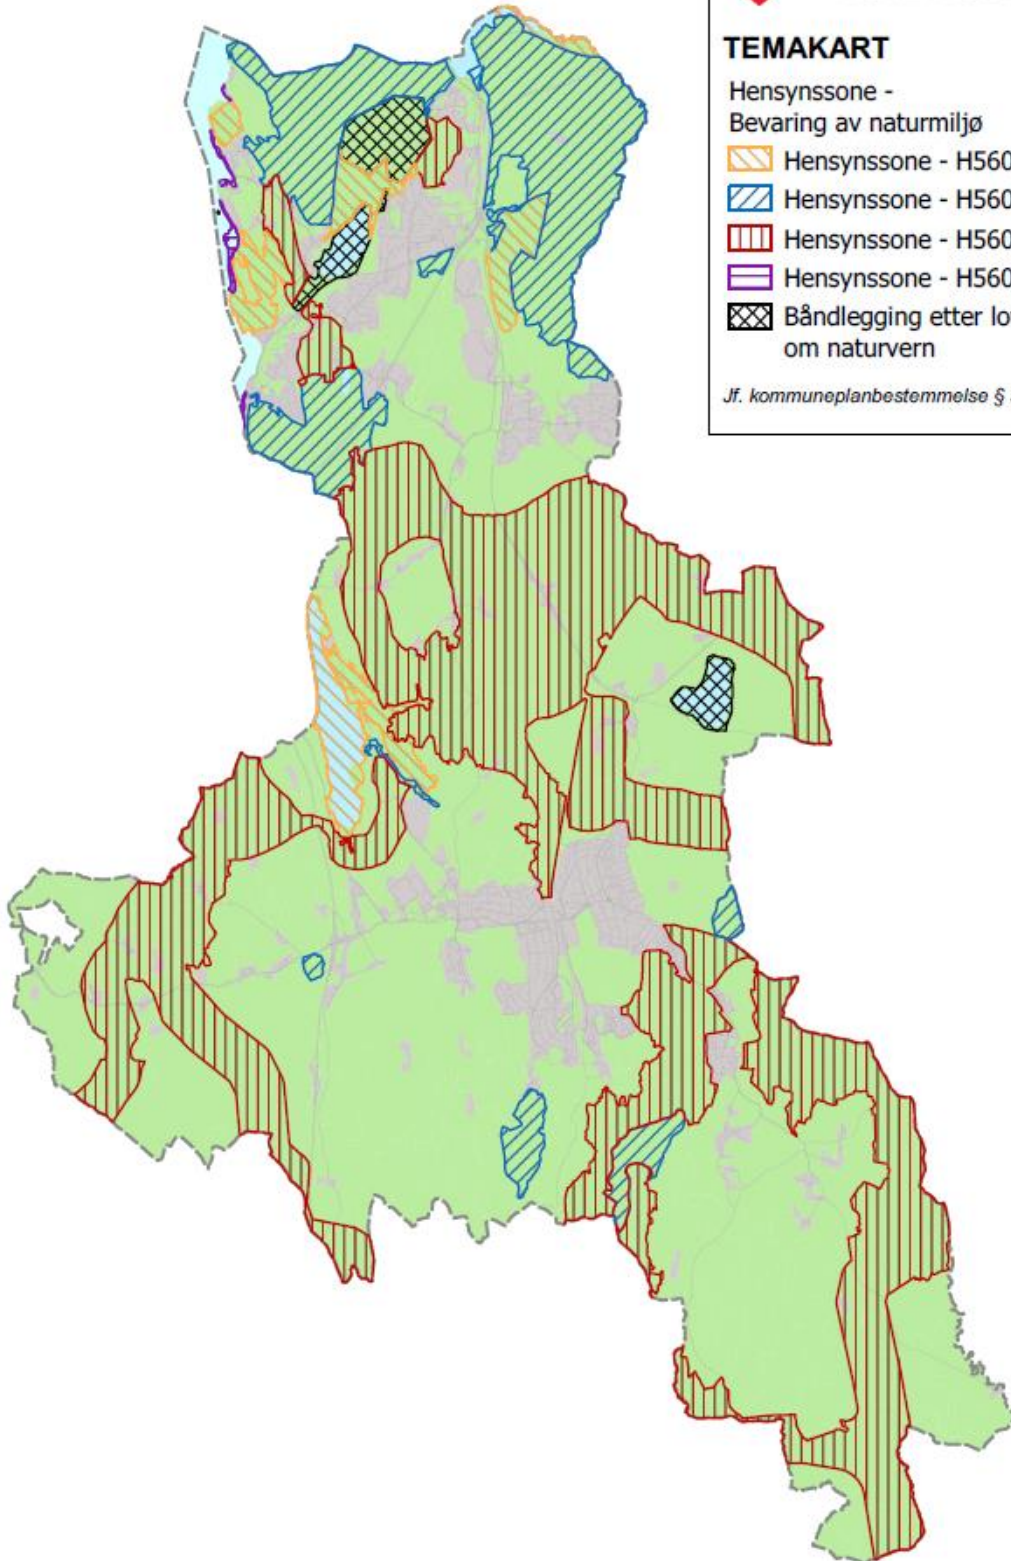 TEMAKART
Hensynssone -
Bevaring av naturmiljø
Hensynssone - H560
Hensynssone - H560
Hensynssone - H560
Hensynssone - H560
Båndlegging etter lo
om naturvern
Jf. kommuneplanbestemmelse §